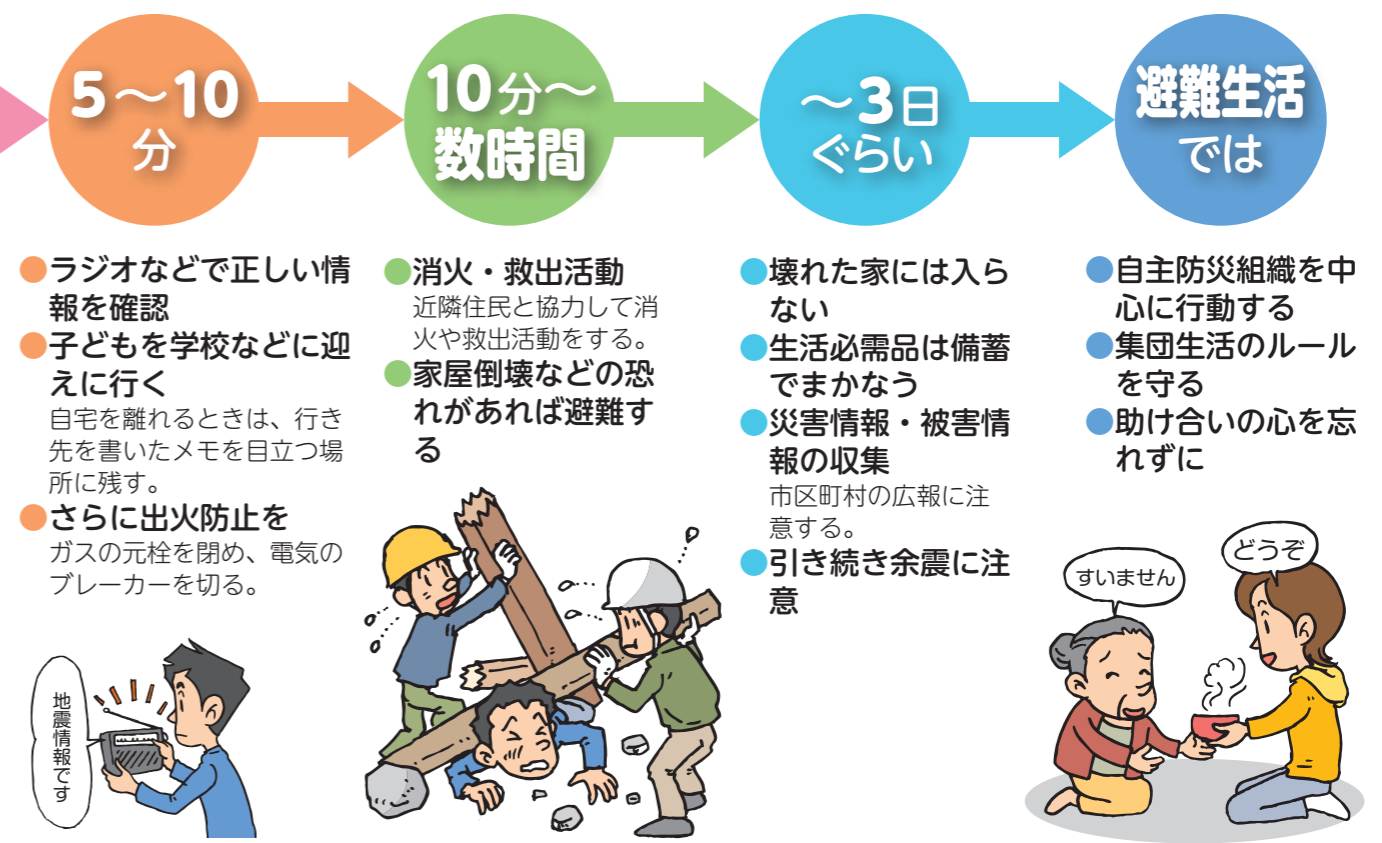 5～10
分
●ラジオなどで正しい情
報を確認
●子どもを学校などに迎
えに行く
自宅を離れるときは、行き
先を書いたメモを目立つ場
所に残す。
●さらに出火防止を
ガスの元栓を閉め、電気の
ブレーカーを切る。
地震情報です
10分～
数時間
●消火・救出活動
近隣住民と協力して消
火や救出活動をする。
●家屋倒壊などの恐
れがあれば避難す
る
～3日
ぐらい
●壊れた家には入ら
ない
●生活必需品は備蓄
でまかなう
●災害情報・被害情
報の収集
市区町村の広報に注
意する。
●引き続き余震に注
意
避難生活
では
●自主防災組織を中
心に行動する
●集団生活のルール
を守る
●助け合いの心を忘
れずに
すいません
どうぞ